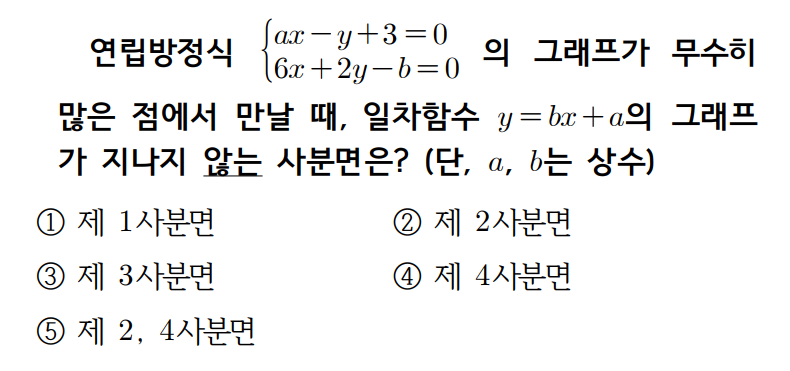 연립방정식 {ax-y+3=0 의 그래프가 무수히
6x+2y-b=0
많은 점에서 만날 때, 일차함수 y=bx+a의 그래프
가 지나지 않는 사분면은? (단, a, b는 상수)
① 제 1사분면 ② 제 2사분면
③ 제 3사분면 ④ 제 4사분면
⑤ 제 2, 4사분면